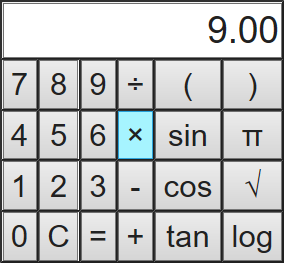 9.00
7 8 9 ÷ ( )
4 5 6 × sin π
1 2 3 - cos √
0 C = + tan log